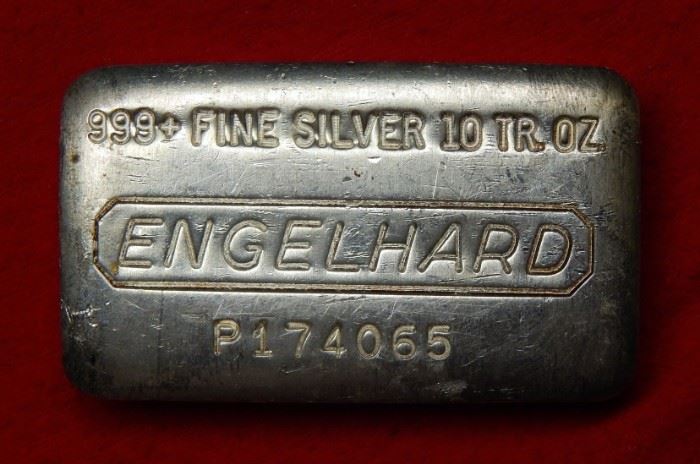 999+ FINE SILVER 10 TR. OZ.
ENGELHARD
P174065